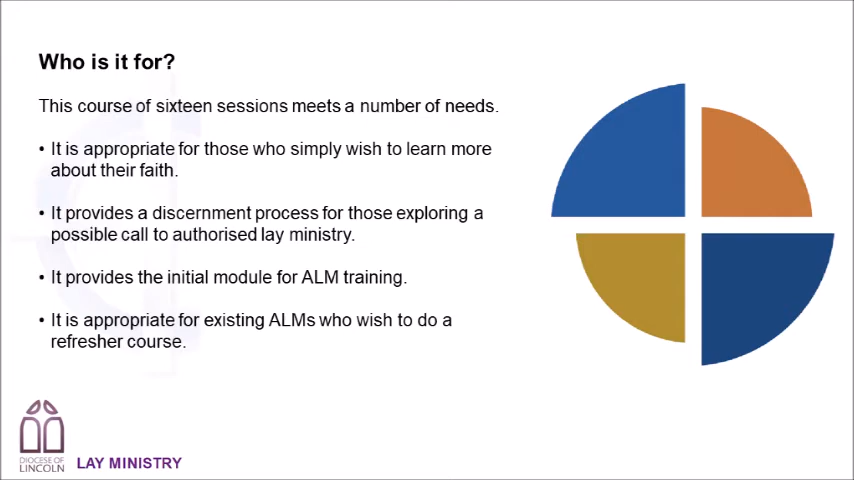 Who is it for?
This course of sixteen sessions meets a number of needs.
• It is appropriate for those who simply wish to learn more
about their faith.
• It provides a discernment process for those exploring a
possible call to authorised lay ministry.
• It provides the initial module for ALM training.
• It is appropriate for existing ALMs who wish to do a
refresher course.
DIOCESE OF
LINCOLN
LAY MINISTRY